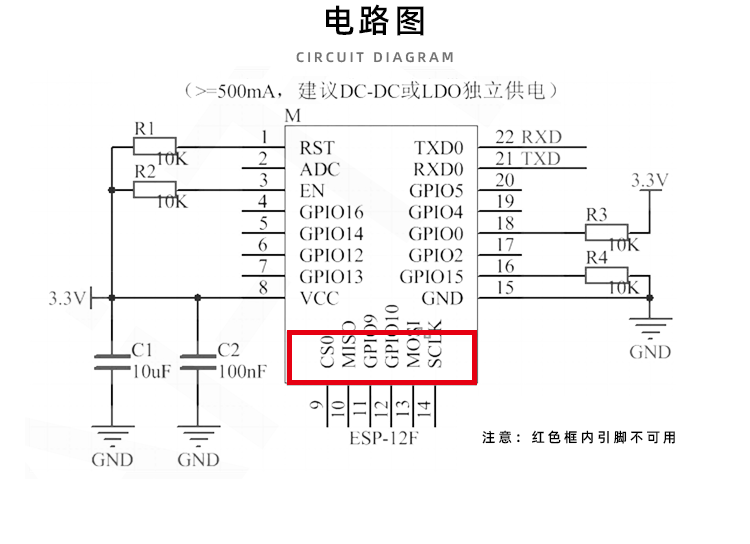 电路图
CIRCUIT DIAGRAM
（>=500mA，建议DC-DC或LDO独立供电）
M
R1
10K
R2
10K
1
2
3
4
5
6
7
8
RST
ADC
EN
GPIO16
GPIO14
GPIO12
GPIO13
VCC
TXD0
RXD0
GPIO5
GPIO4
GPIO0
GPIO2
GPIO15
GND
22 RXD
21 TXD
20
19
18
17
16
15
3.3V
R3
10K
R4
10K
GND
3.3V
C1
10uF
C2
100nF
GND
GND
CS0
MISO
GPIO9
GPIO10
MOSI
SCLK
9
10
11
12
13
14
ESP-12F
注意：红色框内引脚不可用